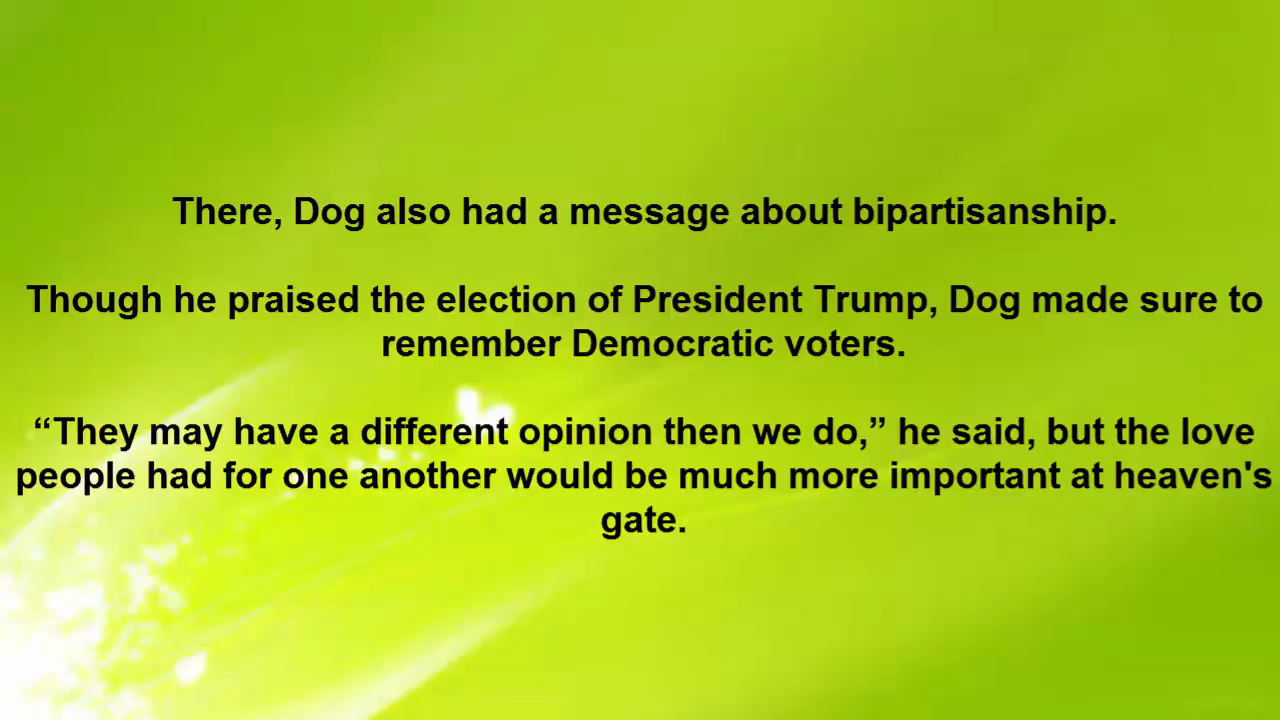 There, Dog also had a message about bipartisanship.
Though he praised the election of President Trump, Dog made sure to
remember Democratic voters.
“They may have a different opinion then we do,” he said, but the love
people had for one another would be much more important at heaven's
gate.